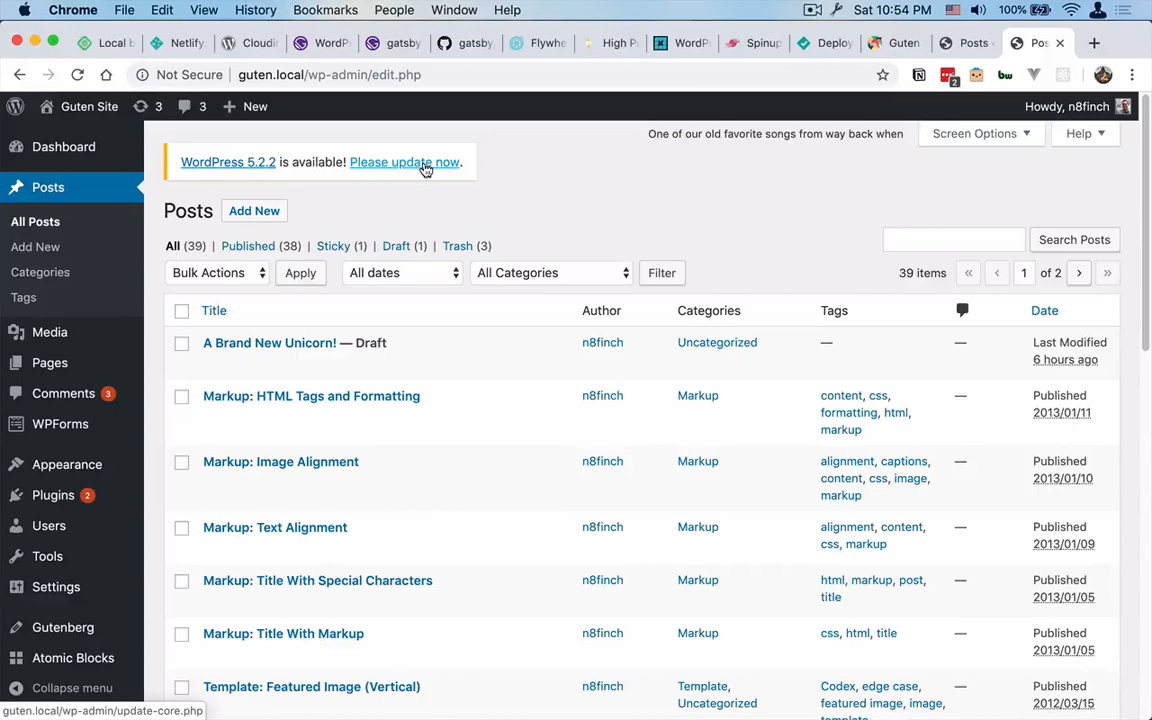 Chrome File Edit View History Bookmarks People Window Help Sat 10:54 PM 100%
Local b Netlify: Cloudin WordP gatsby gatsby Flywhe High P WordP Spinup Deploy Guten Posts Pos
Not Secure guten.local/wp-admin/edit.php 2 bw
Guten Site 3 3 New Howdy, n8finch
One of our old favorite songs from way back when Screen Options Help
Dashboard
Posts
All Posts
Add New
Categories
Tags
Media
Pages
Comments 3
WPForms
Appearance
Plugins 2
Users
Tools
Settings
Gutenberg
Atomic Blocks
Collapse menu
WordPress 5.2.2 is available! Please update now.
Posts Add New
All (39) | Published (38) | Sticky (1) | Draft (1) | Trash (3)
Search Posts
Bulk Actions Apply All dates All Categories Filter 39 items « ‹ 1 of 2 › »
Title Author Categories Tags Date
A Brand New Unicorn! — Draft n8finch Uncategorized — — Last Modified
6 hours ago
Markup: HTML Tags and Formatting n8finch Markup content, css, — Published
formatting, html, 2013/01/11
markup
Markup: Image Alignment n8finch Markup alignment, captions, — Published
content, css, image, 2013/01/10
markup
Markup: Text Alignment n8finch Markup alignment, content, — Published
css, markup 2013/01/09
Markup: Title With Special Characters n8finch Markup html, markup, post, — Published
title 2013/01/05
Markup: Title With Markup n8finch Markup css, html, title — Published
2013/01/05
Template: Featured Image (Vertical) n8finch Template, Codex, edge case, — Published
Uncategorized featured image, image, 2012/03/15
template
guten.local/wp-admin/update-core.php